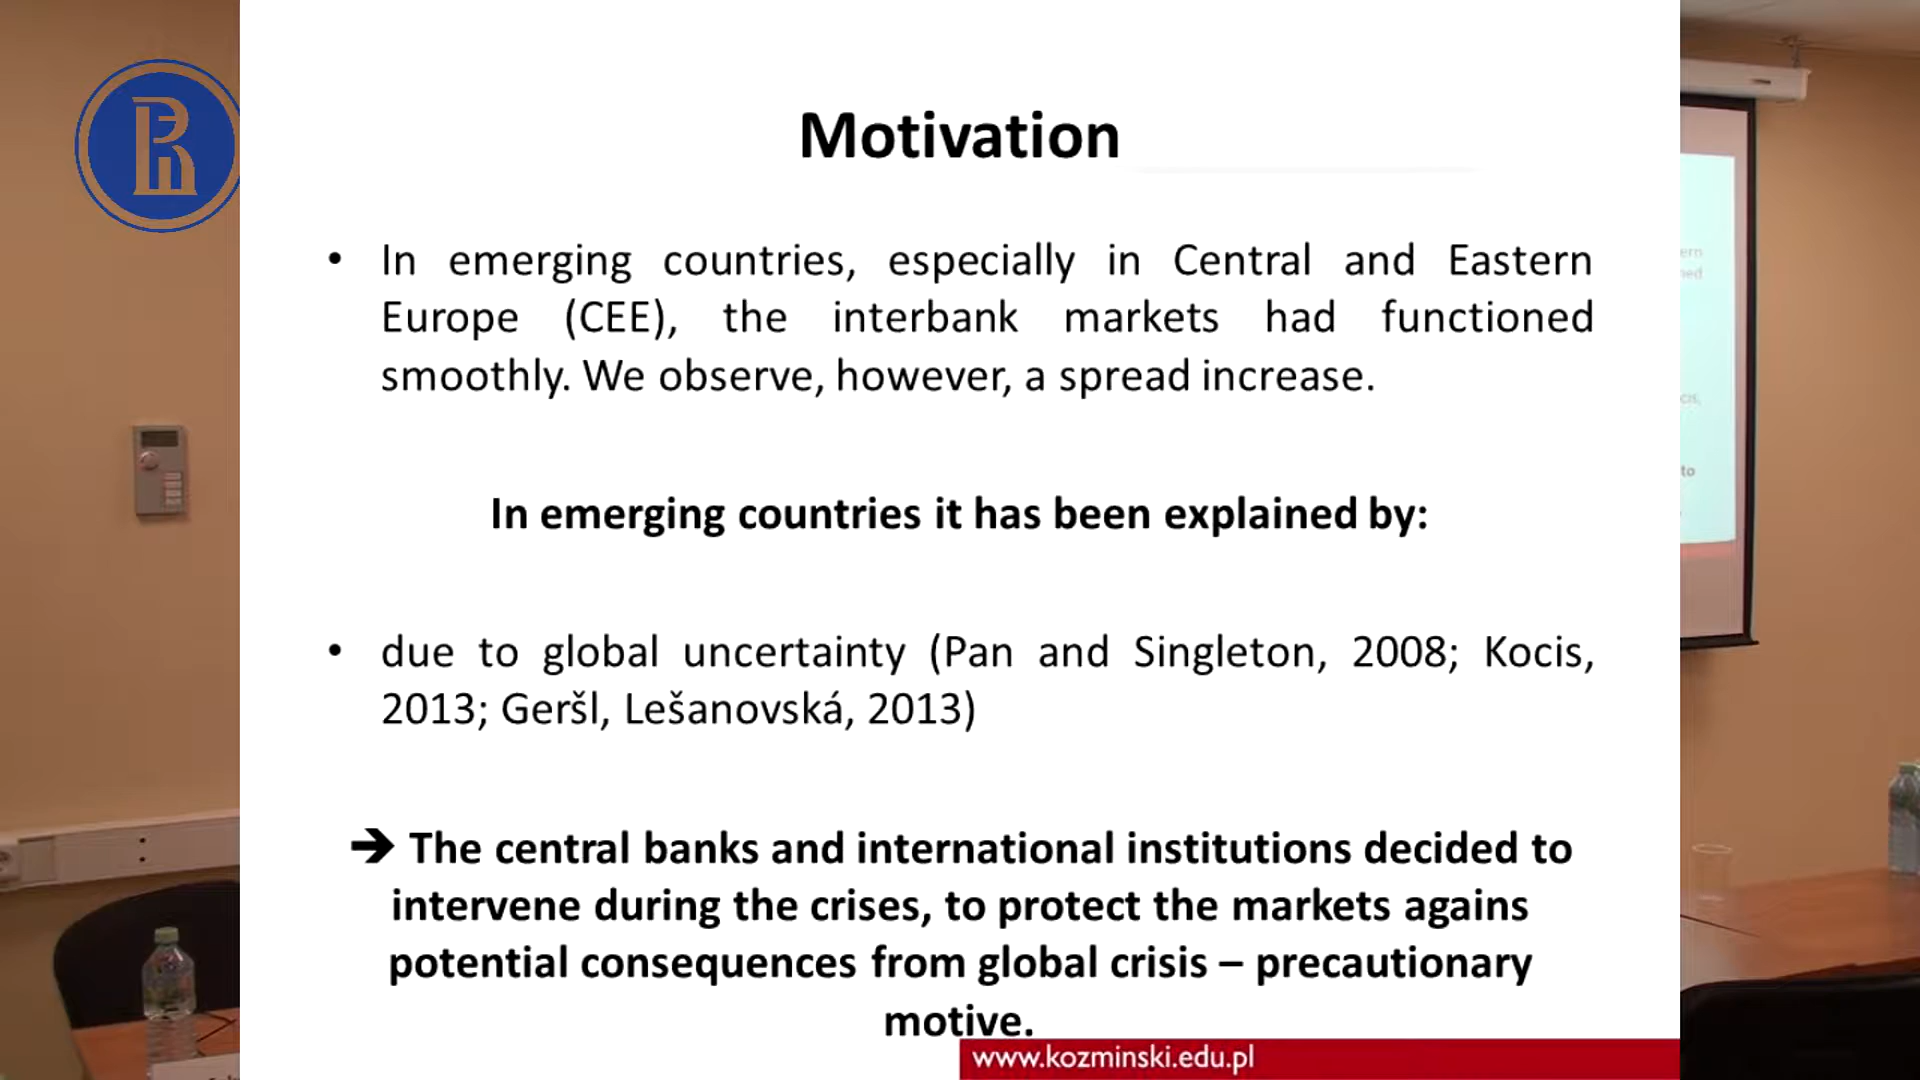 Motivation
• In emerging countries, especially in Central and Eastern
Europe (CEE), the interbank markets had functioned
smoothly. We observe, however, a spread increase.
In emerging countries it has been explained by:
• due to global uncertainty (Pan and Singleton, 2008; Kocis,
2013; Geršl, Lešanovská, 2013)
➔ The central banks and international institutions decided to
intervene during the crises, to protect the markets agains
potential consequences from global crisis – precautionary
motive.
www.kozminski.edu.pl
to